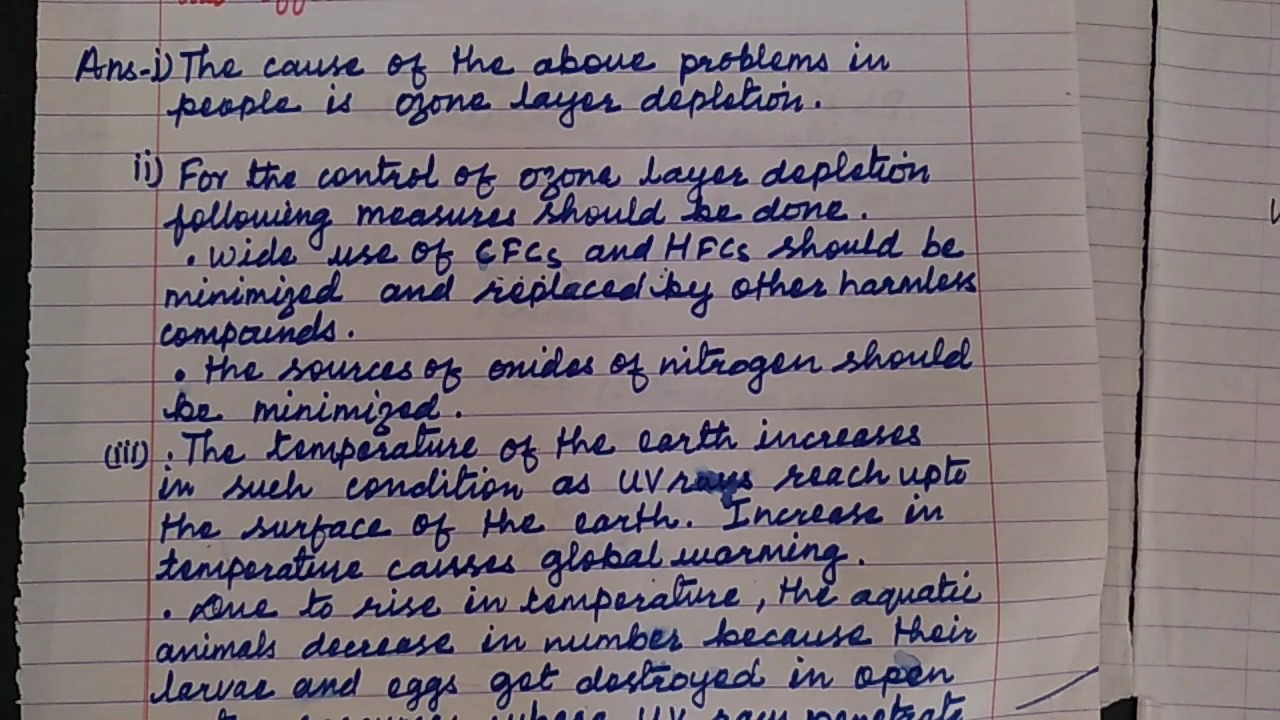 Ans-i) The cause of the above problems in
people is ozone layer depletion.
ii) For the control of ozone layer depletion
following measures should be done.
• Wide use of CFCs and HFCs should be
minimized and replaced by other harmless
compounds.
• the sources of oxides of nitrogen should
be minimized.
(iii) • The temperature of the earth increases
in such condition as UV rays reach upto
the surface of the earth. Increase in
temperature causes global warming.
• Due to rise in temperature, the aquatic
animals decrease in number because their
larvae and eggs get destroyed in open
where UV rays penetrate